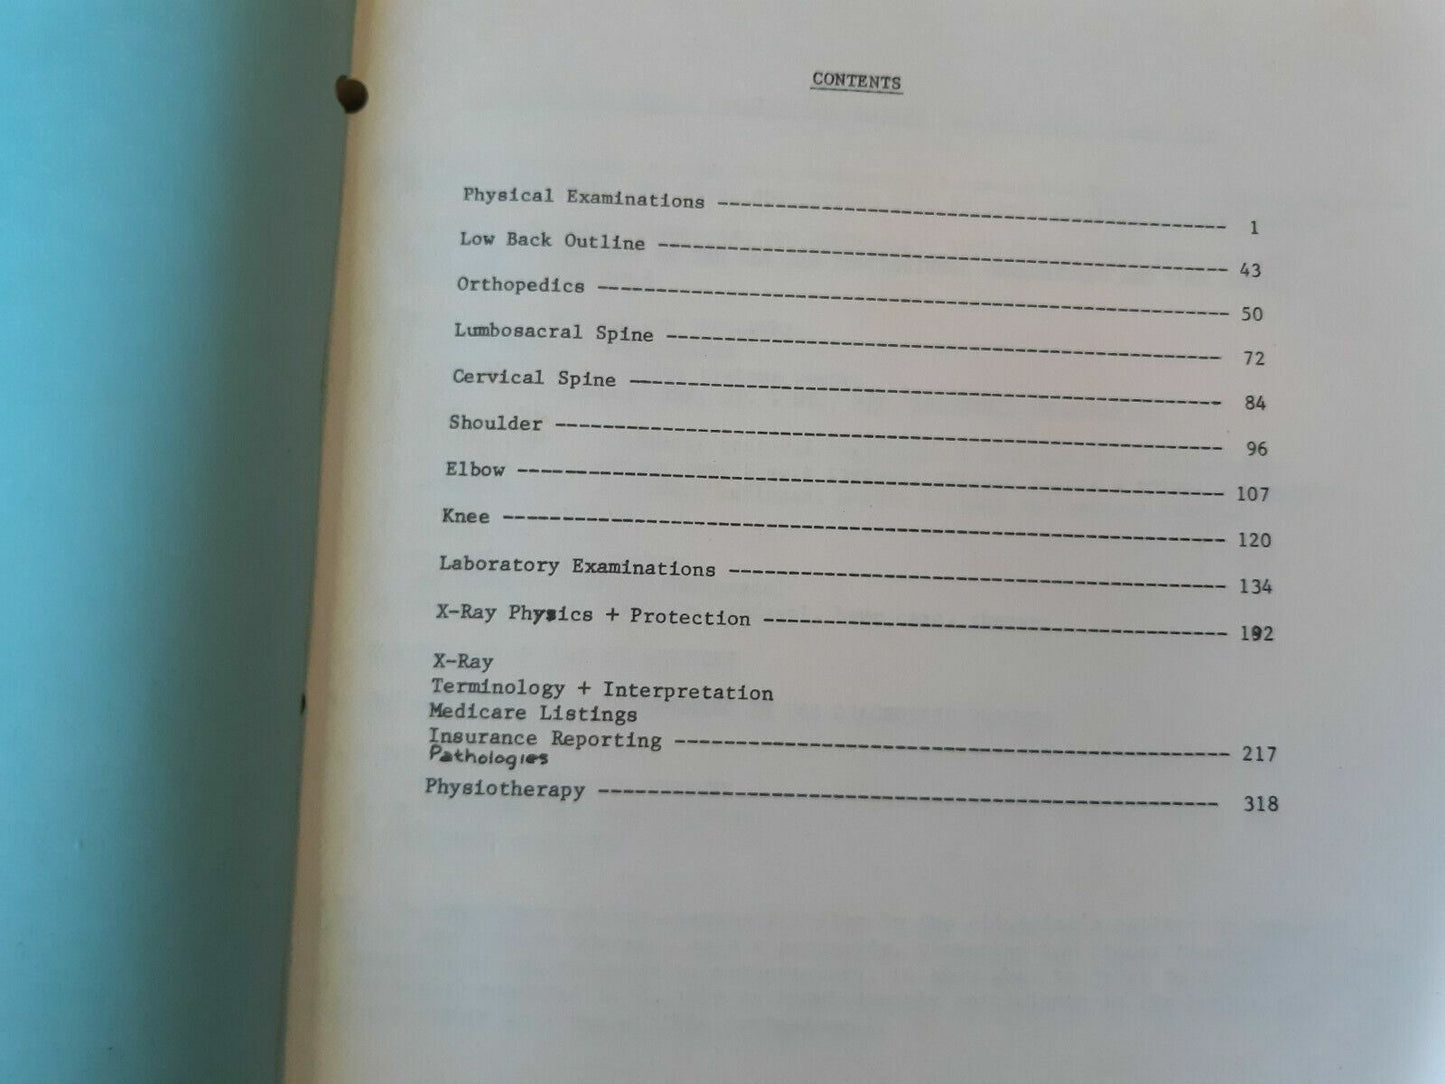 CONTENTS
Physical Examinations ---------------------------------------- 1
Low Back Outline ---------------------------------------- 43
Orthopedics ---------------------------------------- 50
Lumbosacral Spine ---------------------------------------- 72
Cervical Spine ---------------------------------------- 84
Shoulder ---------------------------------------- 96
Elbow ---------------------------------------- 107
Knee ---------------------------------------- 120
Laboratory Examinations ---------------------------------------- 134
X-Ray Physics + Protection ---------------------------------------- 192
X-Ray
Terminology + Interpretation
Medicare Listings
Insurance Reporting ---------------------------------------- 217
Pathologies
Physiotherapy ---------------------------------------- 318